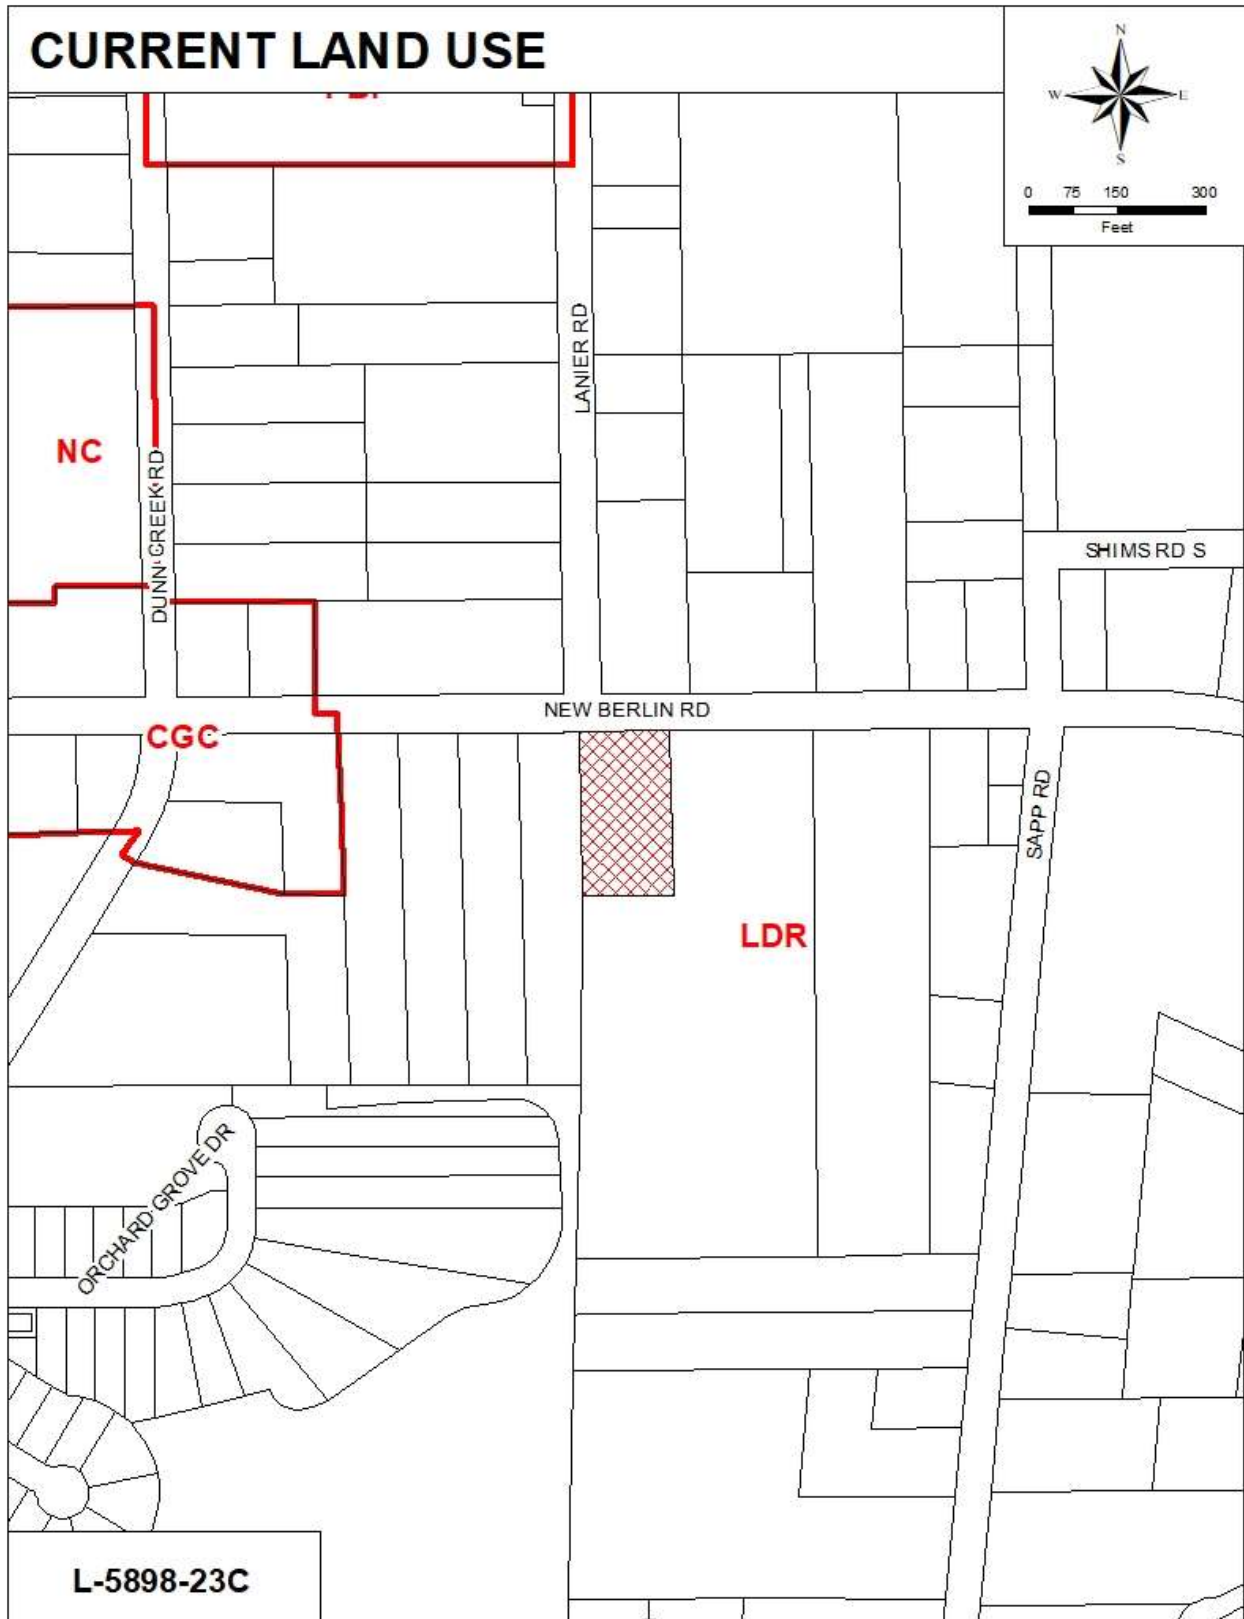 CURRENT LAND USE
N
W E
S
0 75 150 300
Feet
LANIER RD
NC
DUNN CREEK RD
SHIMS RD S
NEW BERLIN RD
CGC
SAPP RD
LDR
ORCHARD GROVE DR
L-5898-23C